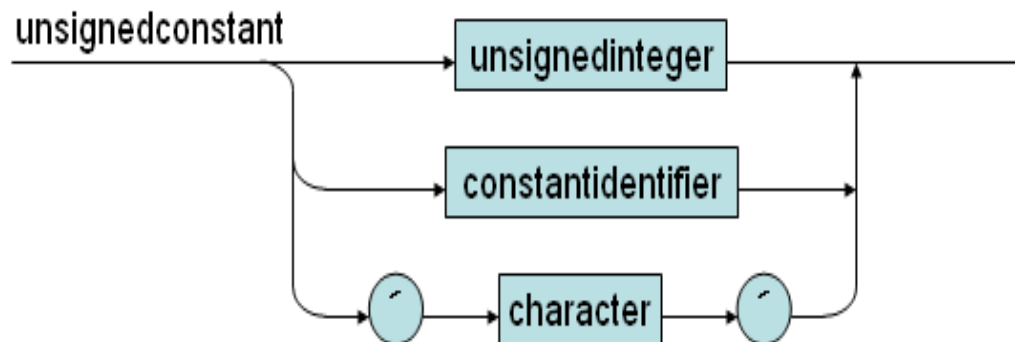 unsignedconstant
unsignedinteger
constantidentifier
´ character ´